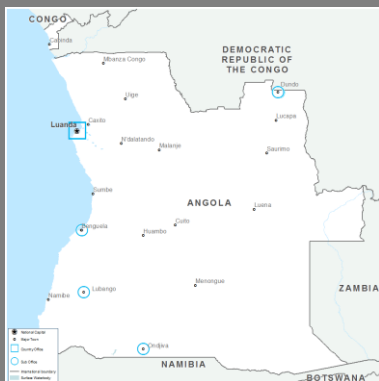 CONGO
Cabinda
Mbanza Congo
DEMOCRATIC
REPUBLIC OF
THE CONGO
Uige
Dundo
Lucapa
Luanda
Caxito
N'dalatando
Malanje
Saurimo
Sumbe
ANGOLA
Luena
Benguela
Huambo
Cuito
Menongue
ZAMBIA
Namibe
Lubango
Ondjiva
NAMIBIA
BOTSWANA
National Capital
Major Town
Country Office
Sub Office
International boundary